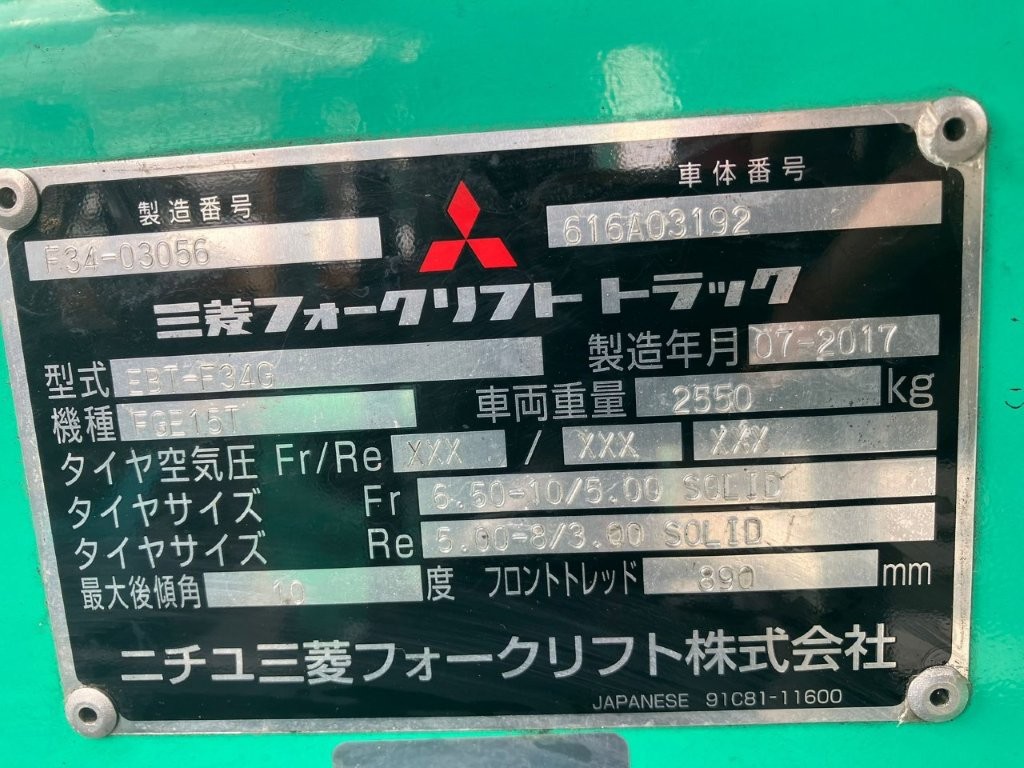 製造番号 車体番号
F34-03056 616A03192
三菱フォークリフト トラック
型式 EBT-F34G 製造年月 07-2017
機種 FGE15T 車両重量 2550 kg
タイヤ空気圧 Fr/Re XXX / XXX XXX
タイヤサイズ Fr 6.50-10/5.00 SOLID
タイヤサイズ Re 5.00-8/3.00 SOLID /
最大後傾角 10 度 フロントトレッド 890 mm
ニチユ三菱フォークリフト株式会社
JAPANESE 91C81-11600